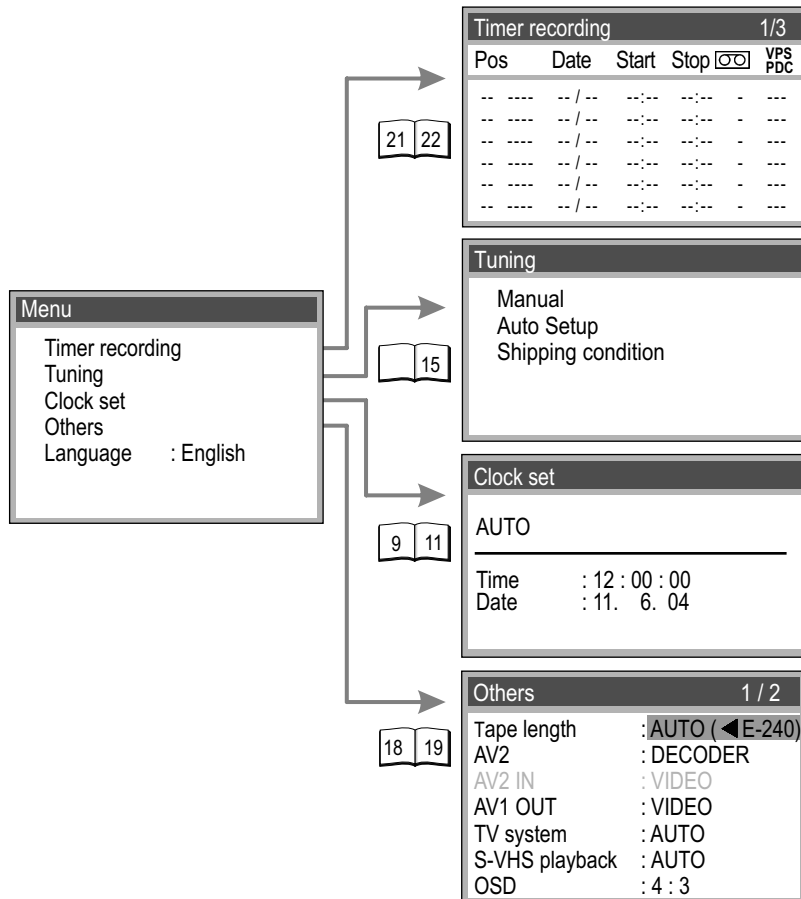 Timer recording 1/3
Pos Date Start Stop VPS PDC
-- ---- -- / -- --:-- --:-- - ---
-- ---- -- / -- --:-- --:-- - ---
-- ---- -- / -- --:-- --:-- - ---
-- ---- -- / -- --:-- --:-- - ---
-- ---- -- / -- --:-- --:-- - ---
-- ---- -- / -- --:-- --:-- - ---
21 22
Tuning
Manual
Auto Setup
Shipping condition
15
Menu
Timer recording
Tuning
Clock set
Others
Language : English
Clock set
AUTO
Time : 12 : 00 : 00
Date : 11. 6. 04
9 11
Others 1 / 2
Tape length : AUTO (◀E-240)
AV2 : DECODER
AV2 IN : VIDEO
AV1 OUT : VIDEO
TV system : AUTO
S-VHS playback : AUTO
OSD : 4 : 3
18 19